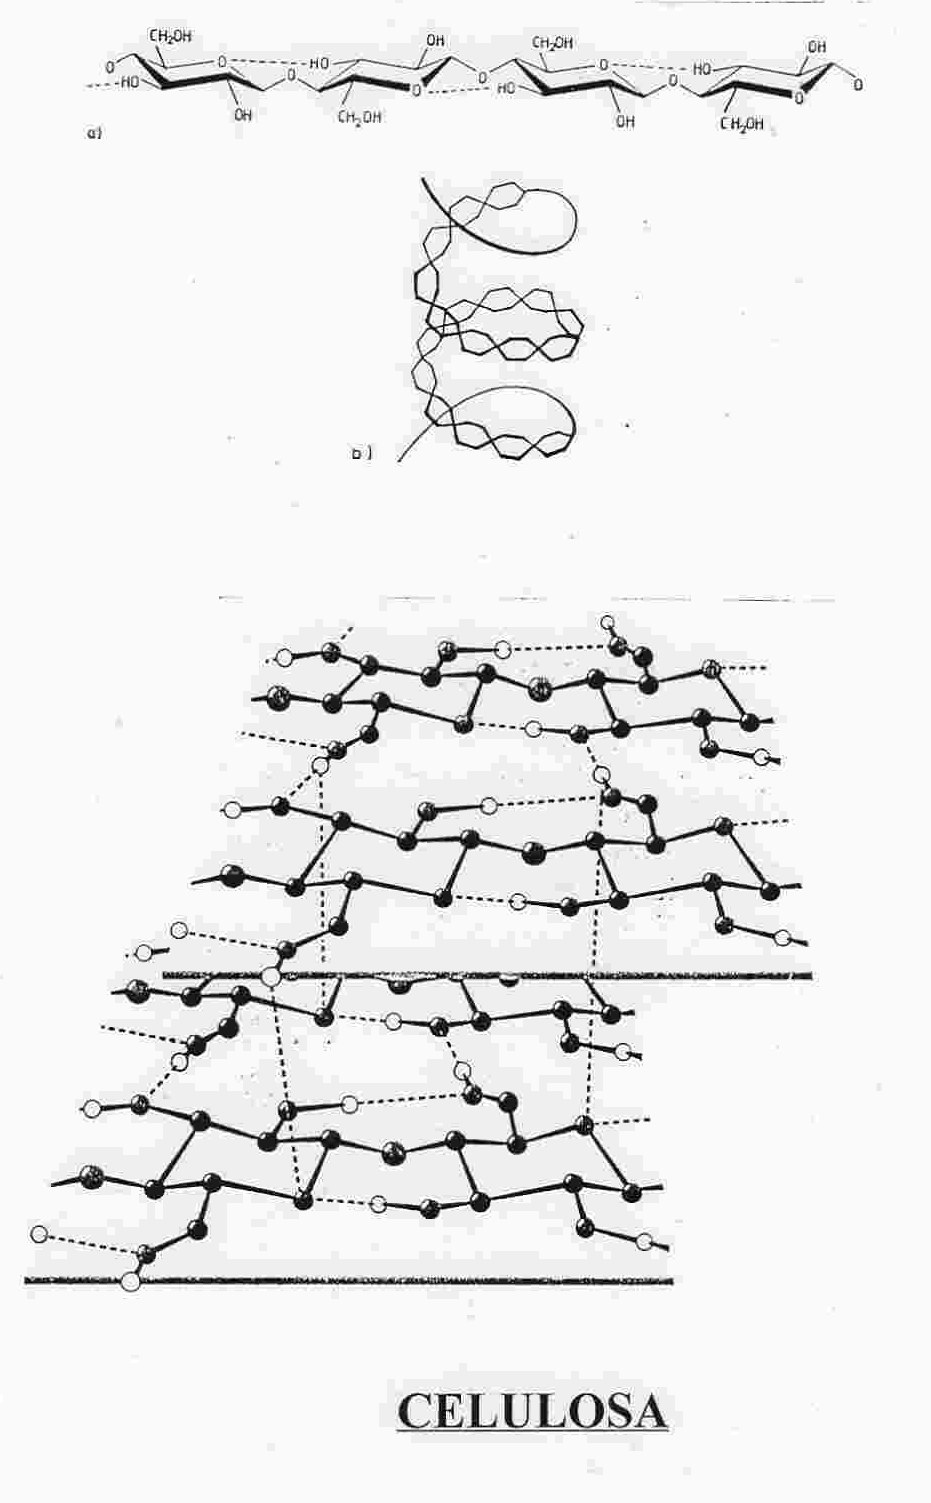 CH₂OH OH CH₂OH OH
O O HO O HO
HO O O HO O O O
OH CH₂OH OH CH₂OH
a)
b)
CELULOSA